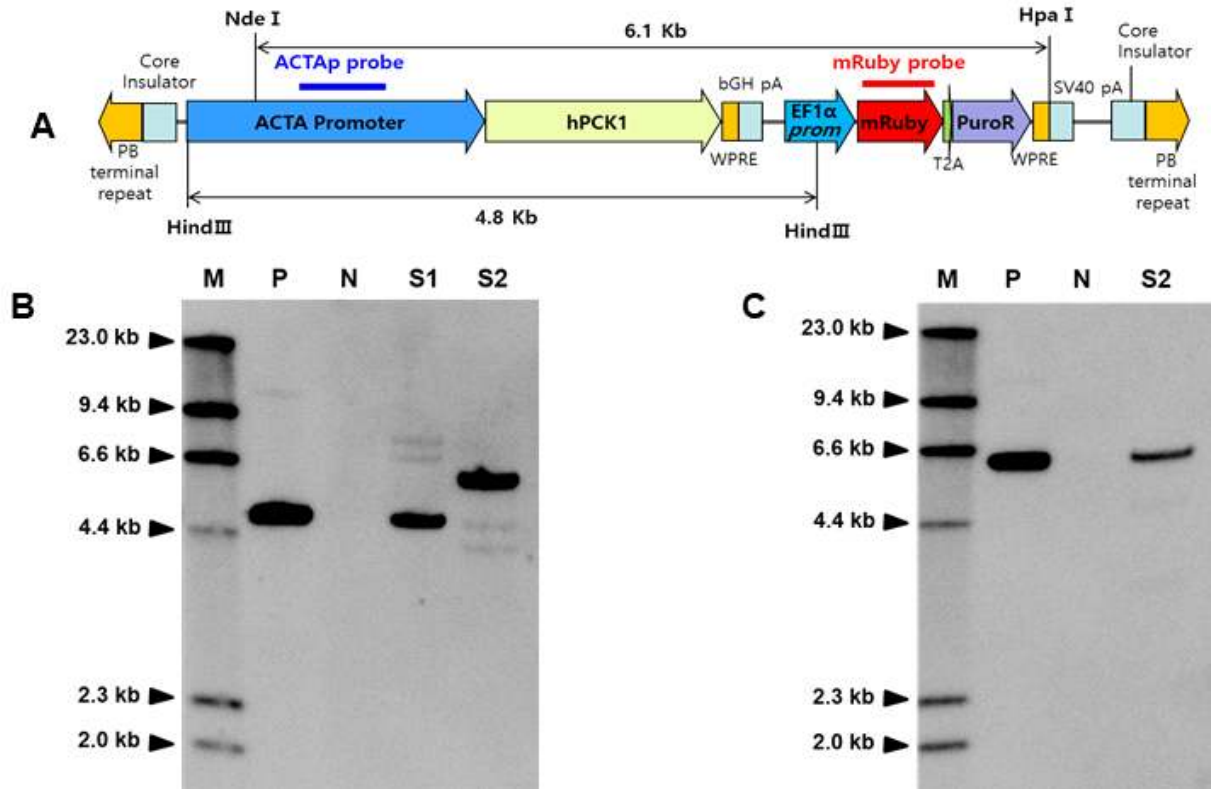 Nde I
Hpa I
6.1 Kb
Core
Insulator
ACTAp probe
mRuby probe
Core
Insulator
bGH pA
SV40 pA
A
ACTA Promoter
hPCK1
EF1α
prom
mRuby
PuroR
PB
terminal
repeat
WPRE
T2A
WPRE
PB
terminal
repeat
4.8 Kb
HindⅢ
HindⅢ
B
M P N S1 S2
23.0 kb
9.4 kb
6.6 kb
4.4 kb
2.3 kb
2.0 kb
C
M P N S2
23.0 kb
9.4 kb
6.6 kb
4.4 kb
2.3 kb
2.0 kb